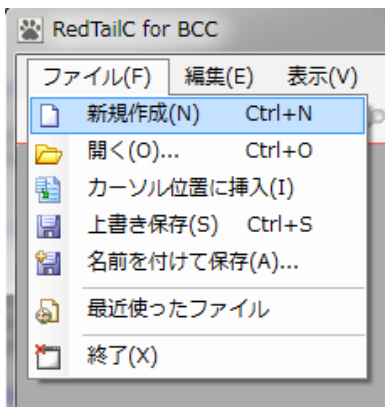 RedTailC for BCC
ファイル(F) 編集(E) 表示(V)
新規作成(N) Ctrl+N
開く(O)... Ctrl+O
カーソル位置に挿入(I)
上書き保存(S) Ctrl+S
名前を付けて保存(A)...
最近使ったファイル
終了(X)